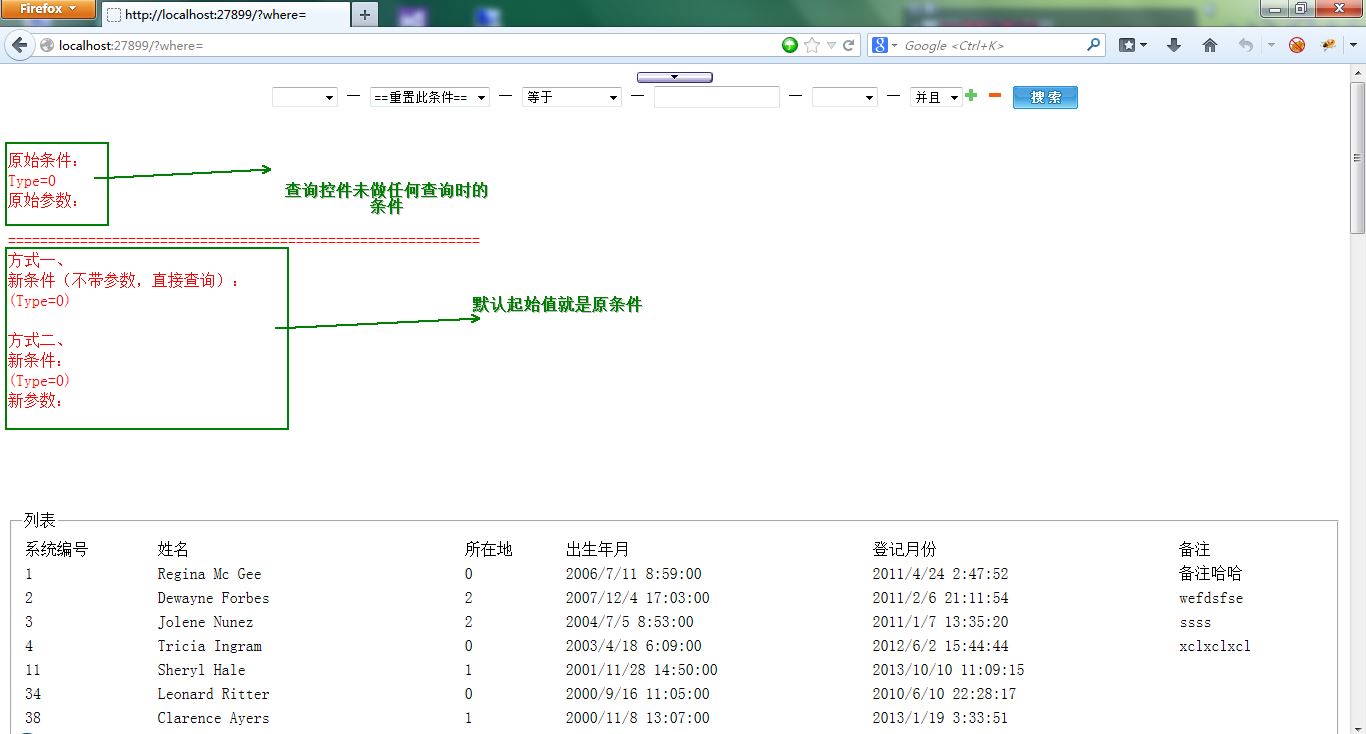 Firefox
http://localhost:27899/?where=
localhost:27899/?where=
Google <Ctrl+K>
— ==重置此条件== — 等于 — — — 并且 搜 索
原始条件：
Type=0
原始参数：
查询控件未做任何查询时的
条件
===========================================================
方式一、
新条件（不带参数，直接查询）：
(Type=0)
默认起始值就是原条件
方式二、
新条件：
(Type=0)
新参数：
列表
系统编号 姓名 所在地 出生年月 登记月份 备注
1 Regina Mc Gee 0 2006/7/11 8:59:00 2011/4/24 2:47:52 备注哈哈
2 Dewayne Forbes 2 2007/12/4 17:03:00 2011/2/6 21:11:54 wefdsfse
3 Jolene Nunez 2 2004/7/5 8:53:00 2011/1/7 13:35:20 ssss
4 Tricia Ingram 0 2003/4/18 6:09:00 2012/6/2 15:44:44 xclxclxcl
11 Sheryl Hale 1 2001/11/28 14:50:00 2013/10/10 11:09:15
34 Leonard Ritter 0 2000/9/16 11:05:00 2010/6/10 22:28:17
38 Clarence Ayers 1 2000/11/8 13:07:00 2013/1/19 3:33:51